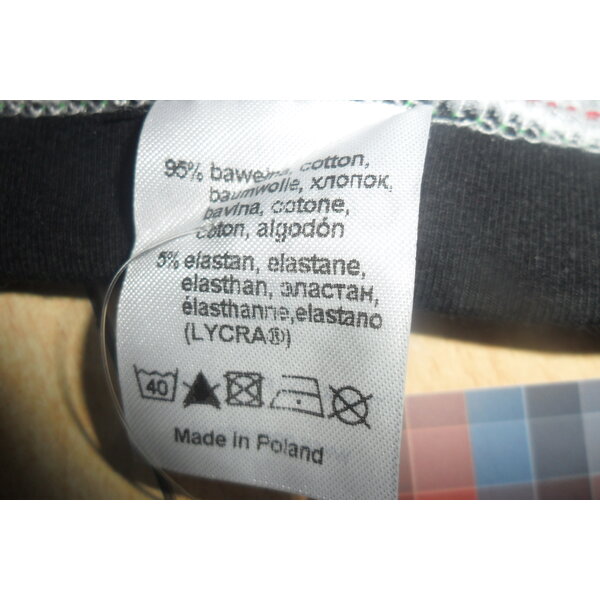 95% bawełna, cotton,
baumwolle, хлопок,
bavlna, cotone,
coton, algodón
5% elastan, elastane,
elasthan, эластан,
élasthanne,elastano
(LYCRA®)
40
Made in Poland